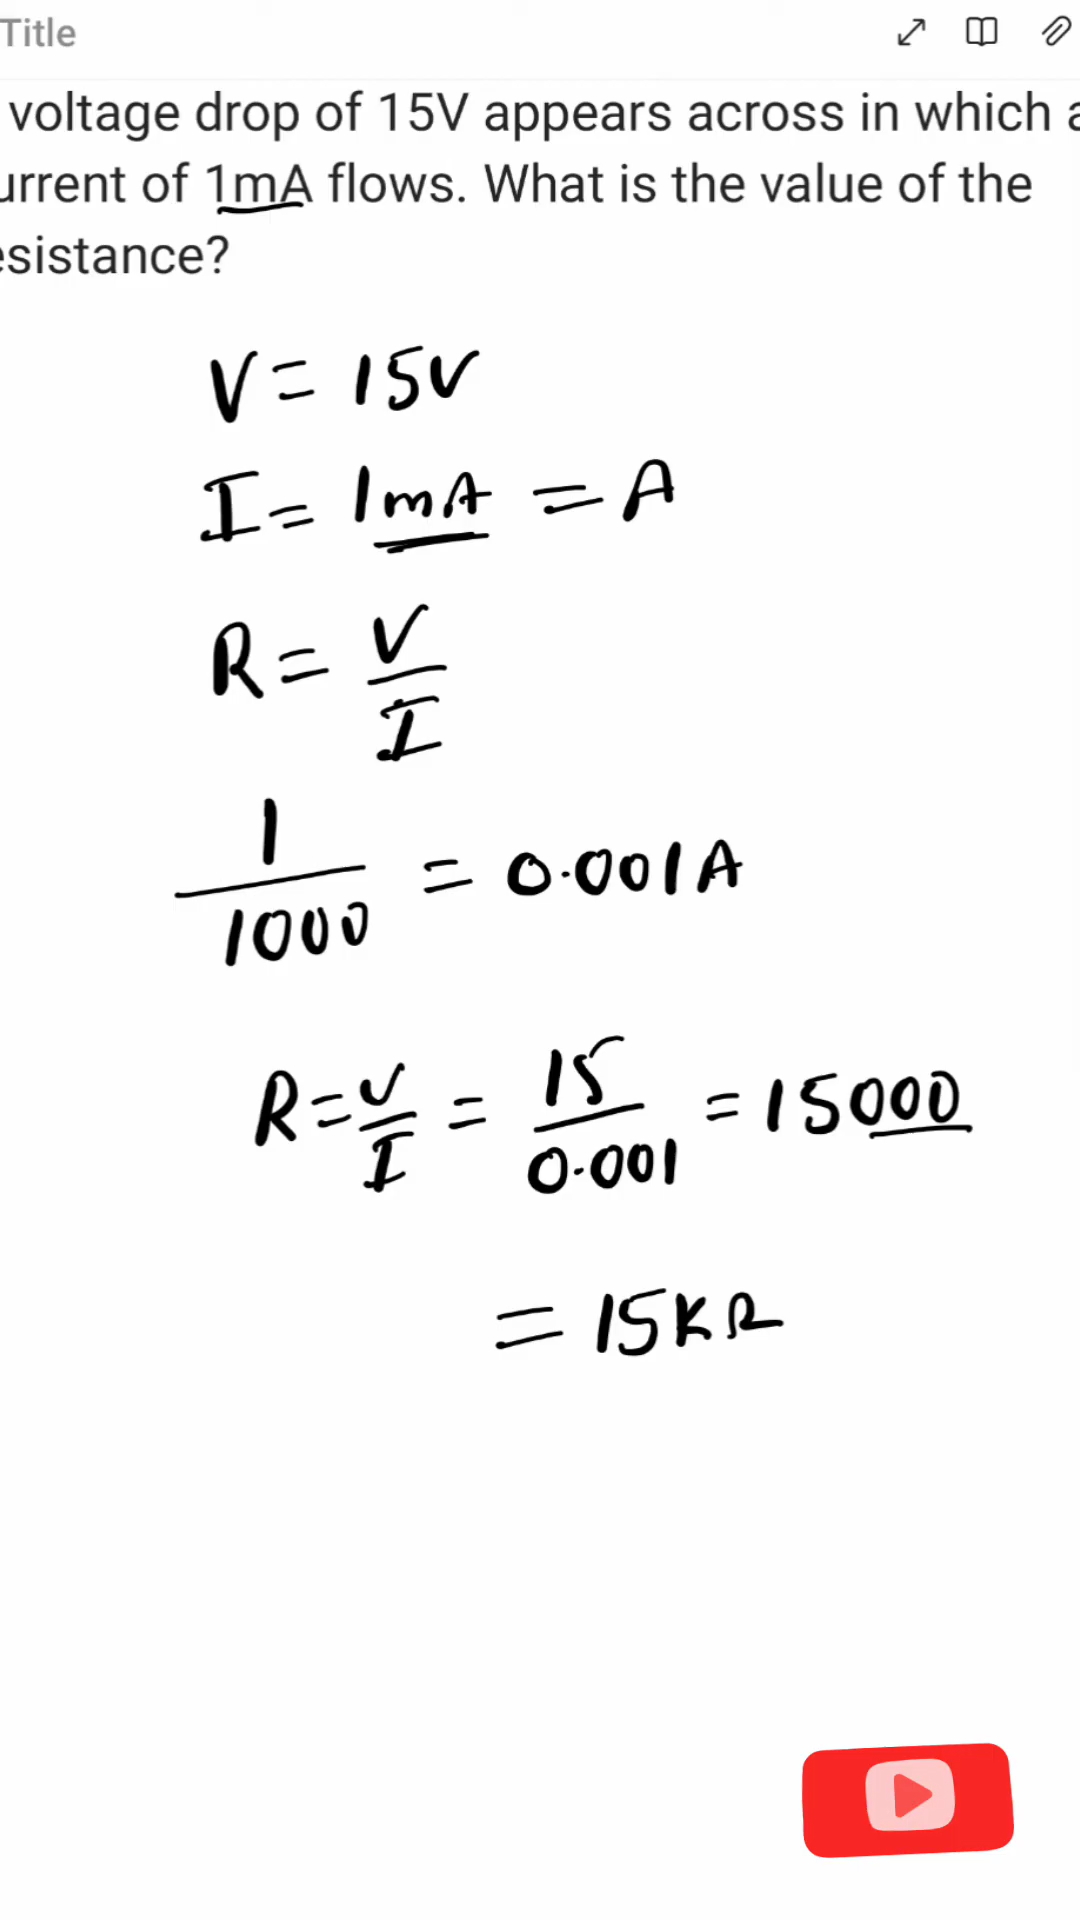 Title
voltage drop of 15V appears across in which a
urrent of 1mA flows. What is the value of the
esistance?
V = 15V
I = 1mA = A
R = V/I
1/1000 = 0.001A
R = V/I = 15/0.001 = 15000
= 15KΩ